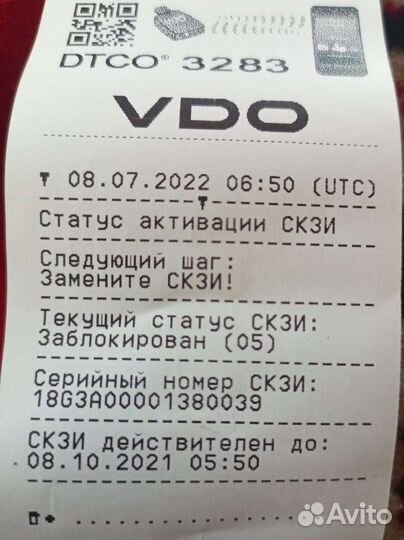 DTCO® 3283
VDO
08.07.2022 06:50 (UTC)
Статус активации СКЗИ
Следующий шаг:
Замените СКЗИ!
Текущий статус СКЗИ:
Заблокирован (05)
Серийный номер СКЗИ:
18G3A00001380039
СКЗИ действителен до:
08.10.2021 05:50
Avito